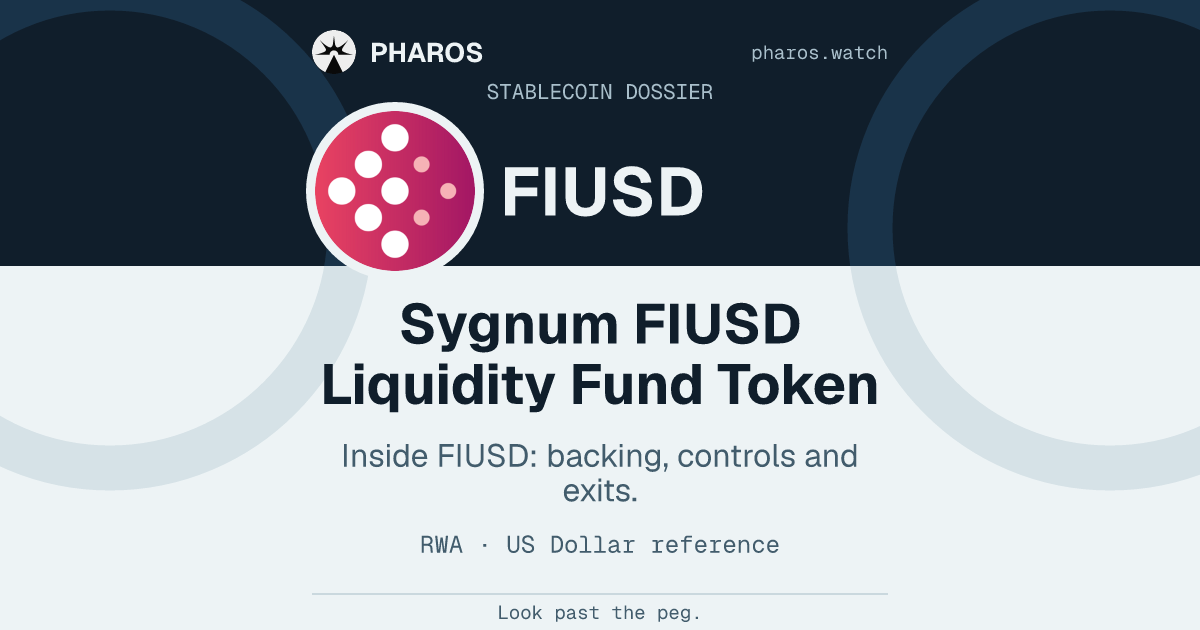 PHAROS
pharos.watch
STABLECOIN DOSSIER
FIUSD
Sygnum FIUSD
Liquidity Fund Token
Inside FIUSD: backing, controls and
exits.
RWA · US Dollar reference
Look past the peg.